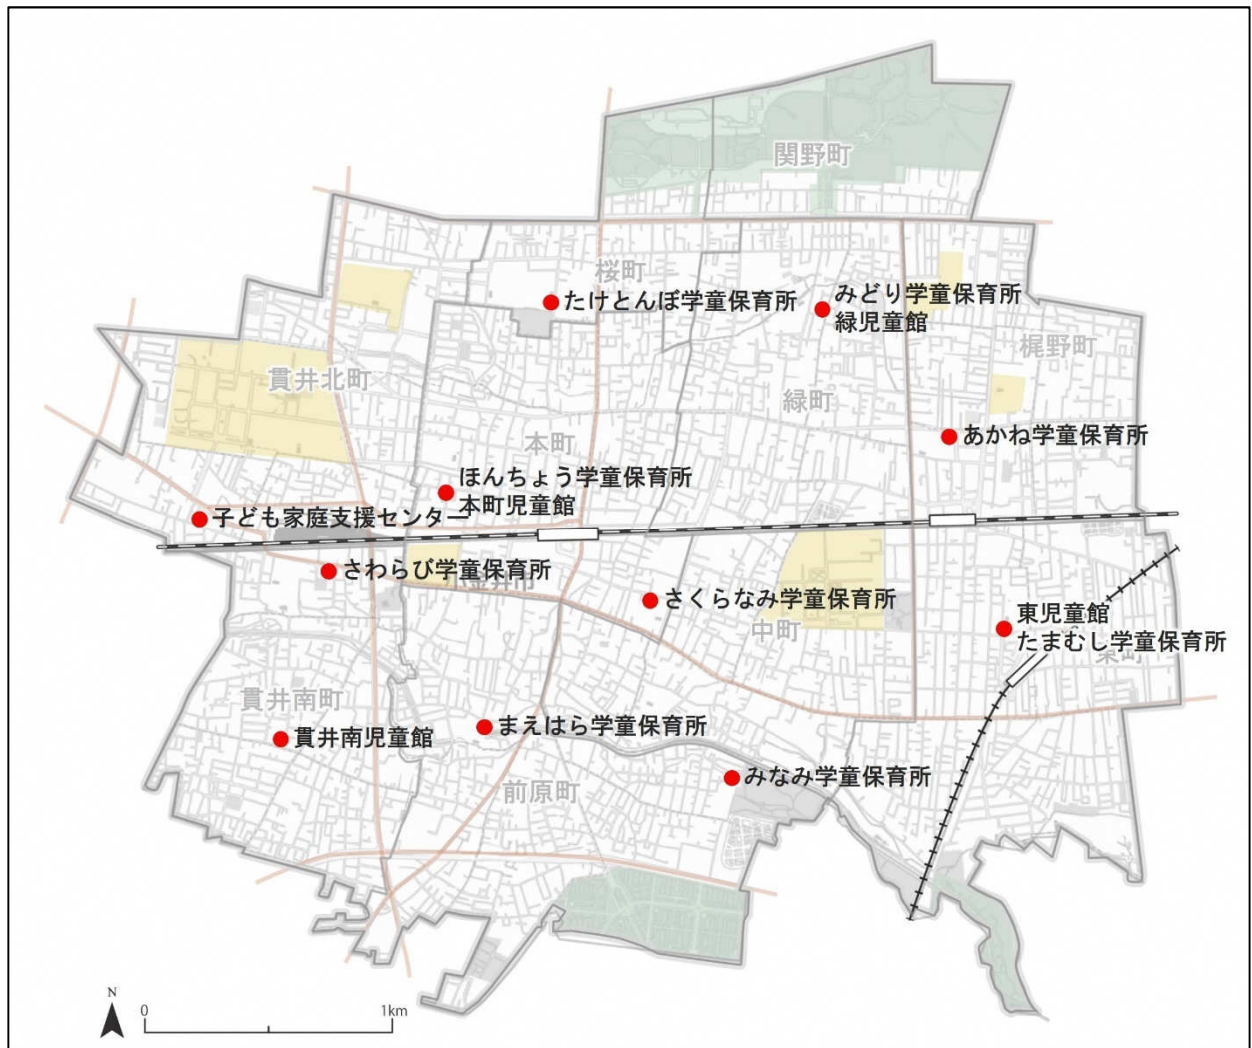 関野町
桜町
たけとんぼ学童保育所
みどり学童保育所
緑児童館
梶野町
貫井北町
緑町
本町
あかね学童保育所
ほんちょう学童保育所
本町児童館
子ども家庭支援センター
さわらび学童保育所
さくらなみ学童保育所
中町
東児童館
たまむし学童保育所
貫井南町
まえはら学童保育所
貫井南児童館
みなみ学童保育所
前原町
N
0
1km